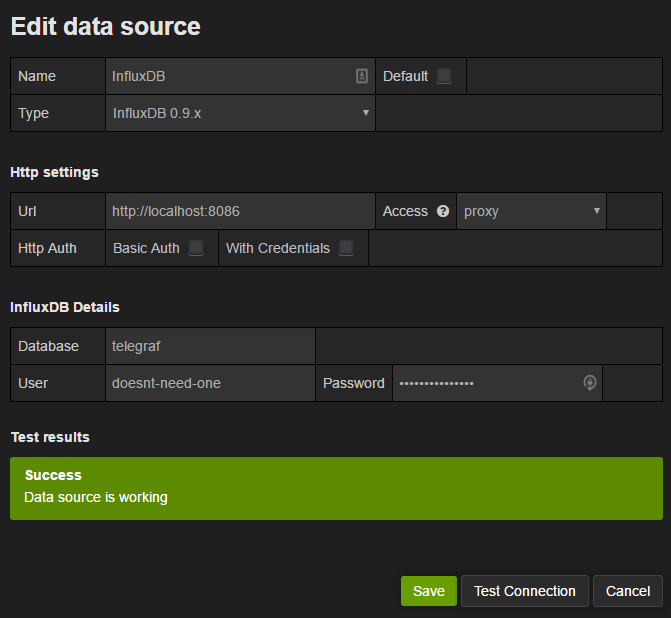 Edit data source
Name InfluxDB Default
Type InfluxDB 0.9.x
Http settings
Url http://localhost:8086 Access ? proxy
Http Auth Basic Auth With Credentials
InfluxDB Details
Database telegraf
User doesnt-need-one Password •••••••••••••••
Test results
Success
Data source is working
Save Test Connection Cancel